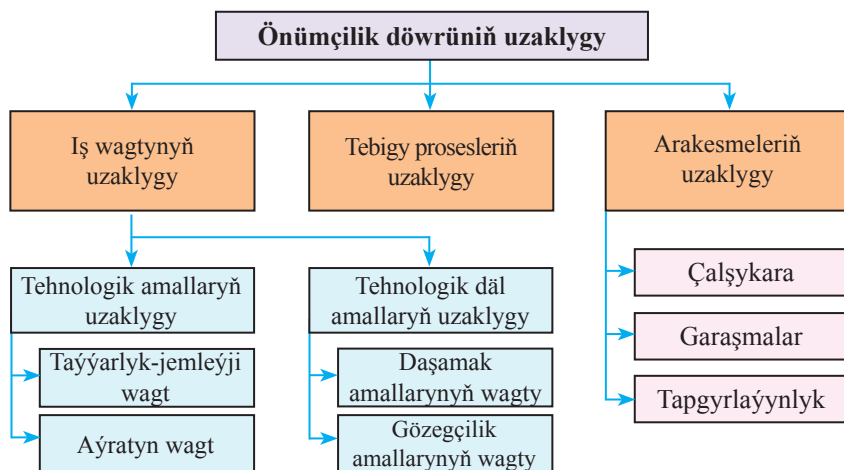 Önümçilik döwrüniň uzaklygy
Iş wagtynyň
uzaklygy
Tebigy prosesleriň
uzaklygy
Arakesmeleriň
uzaklygy
Tehnologik amallaryň
uzaklygy
Taýýarlyk-jemleýji
wagt
Aýratyn wagt
Tehnologik däl
amallaryň uzaklygy
Daşamak
amallarynyň wagty
Gözegçilik
amallarynyň wagty
Çalşykara
Garaşmalar
Tapgyrlaýynlyk